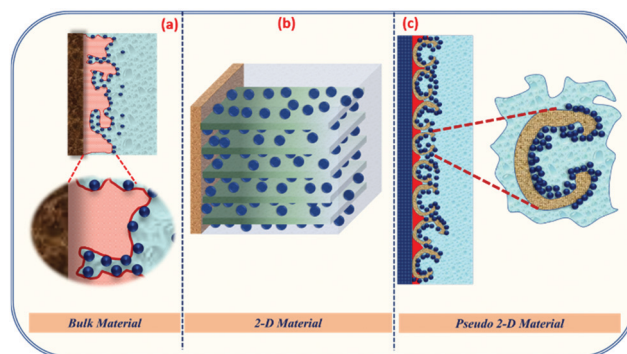 (a)
(b)
(c)
Bulk Material
2-D Material
Pseudo 2-D Material